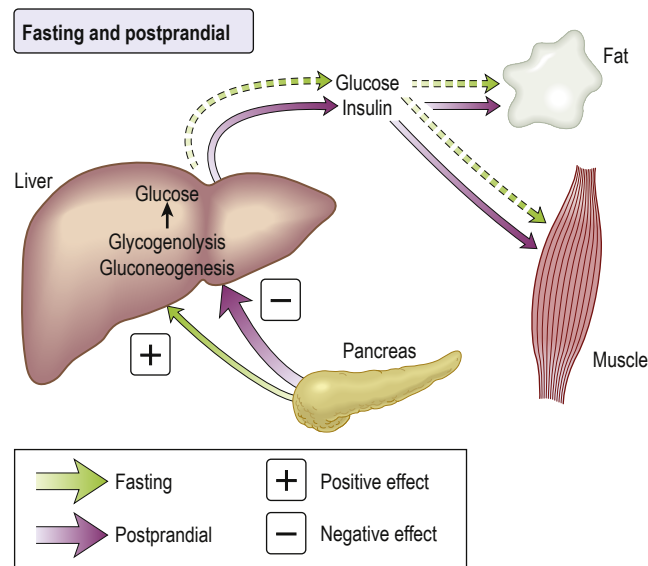 Fasting and postprandial
Fat
Glucose
Insulin
Liver
Glucose
Glycogenolysis
Gluconeogenesis
−
+
Pancreas
Muscle
Fasting
+ Positive effect
Postprandial
− Negative effect